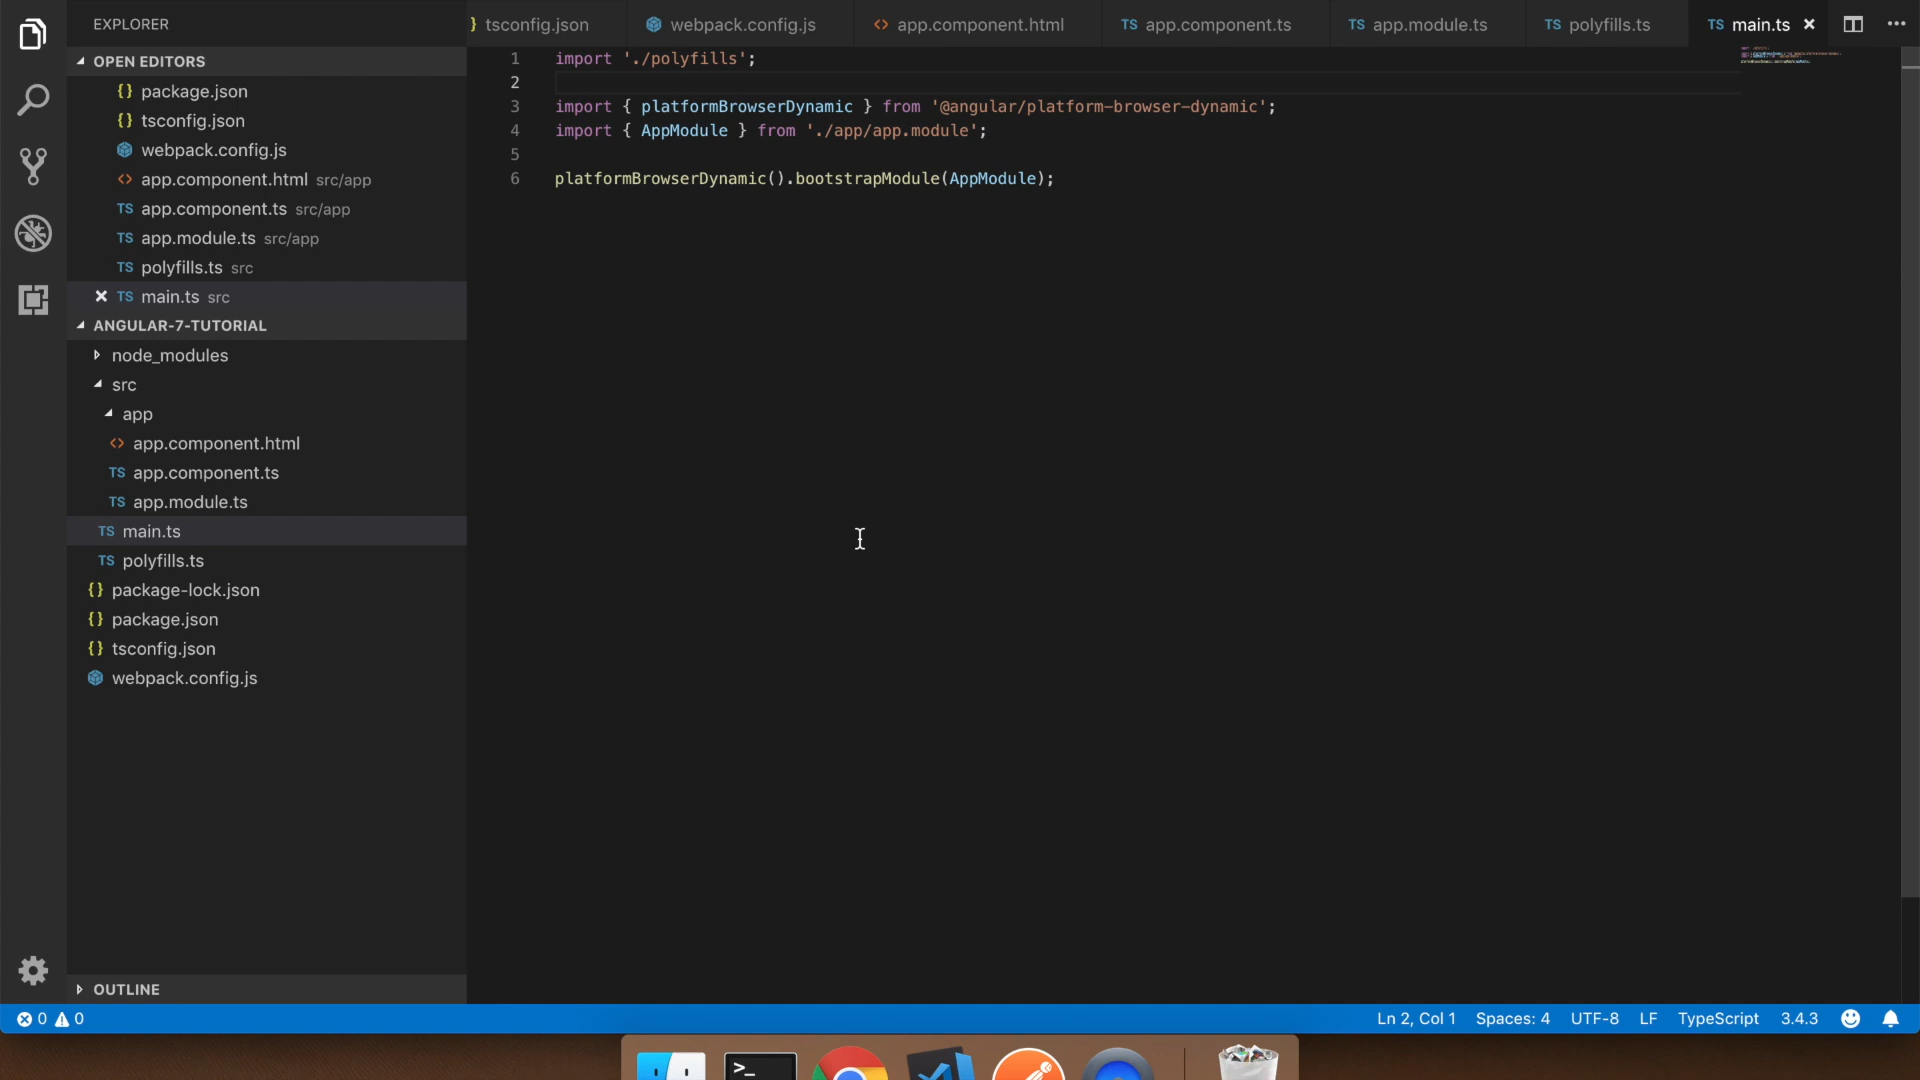 EXPLORER
OPEN EDITORS
{} package.json
{} tsconfig.json
webpack.config.js
<> app.component.html src/app
TS app.component.ts src/app
TS app.module.ts src/app
TS polyfills.ts src
TS main.ts src
ANGULAR-7-TUTORIAL
node_modules
src
app
<> app.component.html
TS app.component.ts
TS app.module.ts
TS main.ts
TS polyfills.ts
{} package-lock.json
{} package.json
{} tsconfig.json
webpack.config.js
OUTLINE
} tsconfig.json webpack.config.js <> app.component.html TS app.component.ts TS app.module.ts TS polyfills.ts TS main.ts
1 import './polyfills';
2
3 import { platformBrowserDynamic } from '@angular/platform-browser-dynamic';
4 import { AppModule } from './app/app.module';
5
6 platformBrowserDynamic().bootstrapModule(AppModule);
0 0 Ln 2, Col 1 Spaces: 4 UTF-8 LF TypeScript 3.4.3
>_